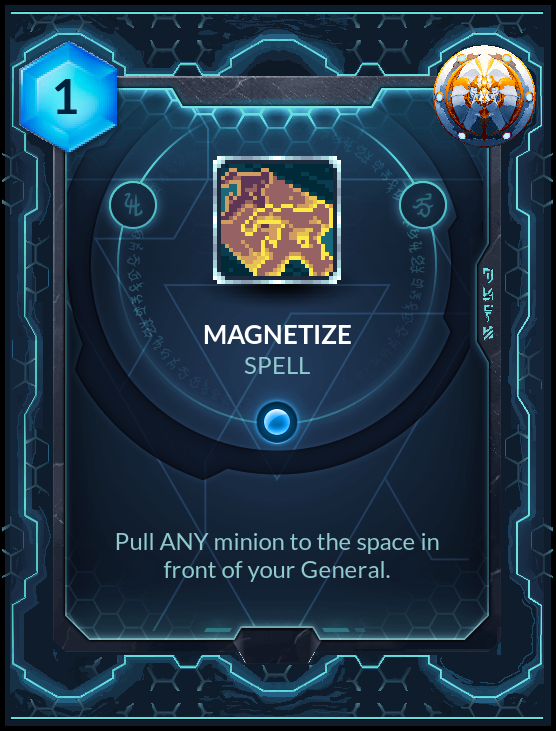 1
MAGNETIZE
SPELL
Pull ANY minion to the space in
front of your General.